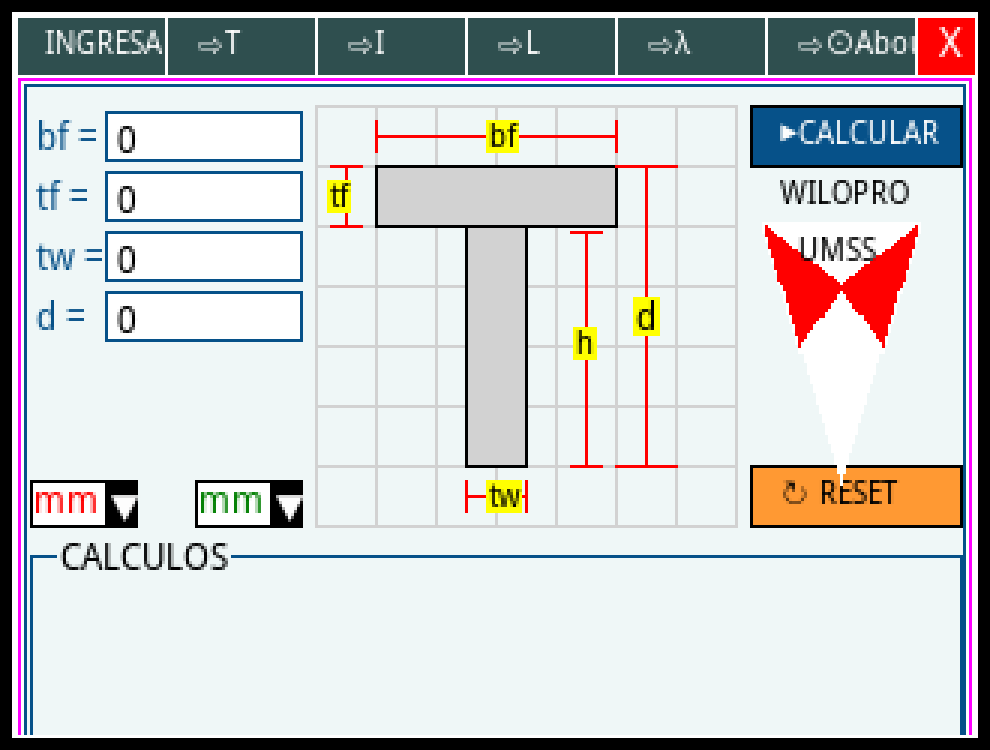 INGRESA ⇨T ⇨I ⇨L ⇨λ ⇨⊙Abo X
bf = 0
tf = 0
tw = 0
d = 0
bf
tf
d
h
tw
►CALCULAR
WILOPRO
UMSS
mm ▼ mm ▼
↻ RESET
CALCULOS